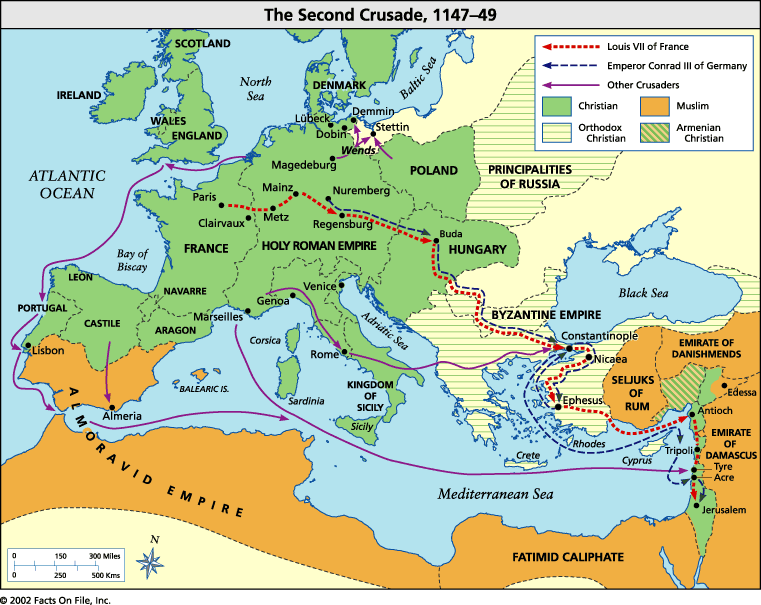 The Second Crusade, 1147–49
Louis VII of France
Emperor Conrad III of Germany
Other Crusaders
Christian
Muslim
Orthodox
Christian
Armenian
Christian
SCOTLAND
North
Sea
DENMARK
Baltic Sea
IRELAND
WALES
ENGLAND
Lübeck
Demmin
Dobin
Stettin
Wends
Magedeburg
POLAND
PRINCIPALITIES
OF RUSSIA
ATLANTIC
OCEAN
Paris
Mainz
Nuremberg
Clairvaux
Metz
Regensburg
Buda
FRANCE
HOLY ROMAN EMPIRE
HUNGARY
Bay of
Biscay
LEÓN
NAVARRE
Venice
Genoa
Marseilles
PORTUGAL
CASTILE
ARAGON
Corsica
Adriatic Sea
Rome
BYZANTINE EMPIRE
Black Sea
Constantinople
Nicaea
EMIRATE OF
DANISHMENDS
Lisbon
BALEARIC IS.
Sardinia
KINGDOM
OF
SICILY
Sicily
SELJUKS
OF
RUM
Edessa
Ephesus
Antioch
Almeria
ALMORAVID EMPIRE
Rhodes
Crete
Cyprus
Tripoli
EMIRATE
OF
DAMASCUS
Tyre
Acre
Jerusalem
Mediterranean Sea
FATIMID CALIPHATE
N
0 150 300 Miles
0 250 500 Kms
© 2002 Facts On File, Inc.